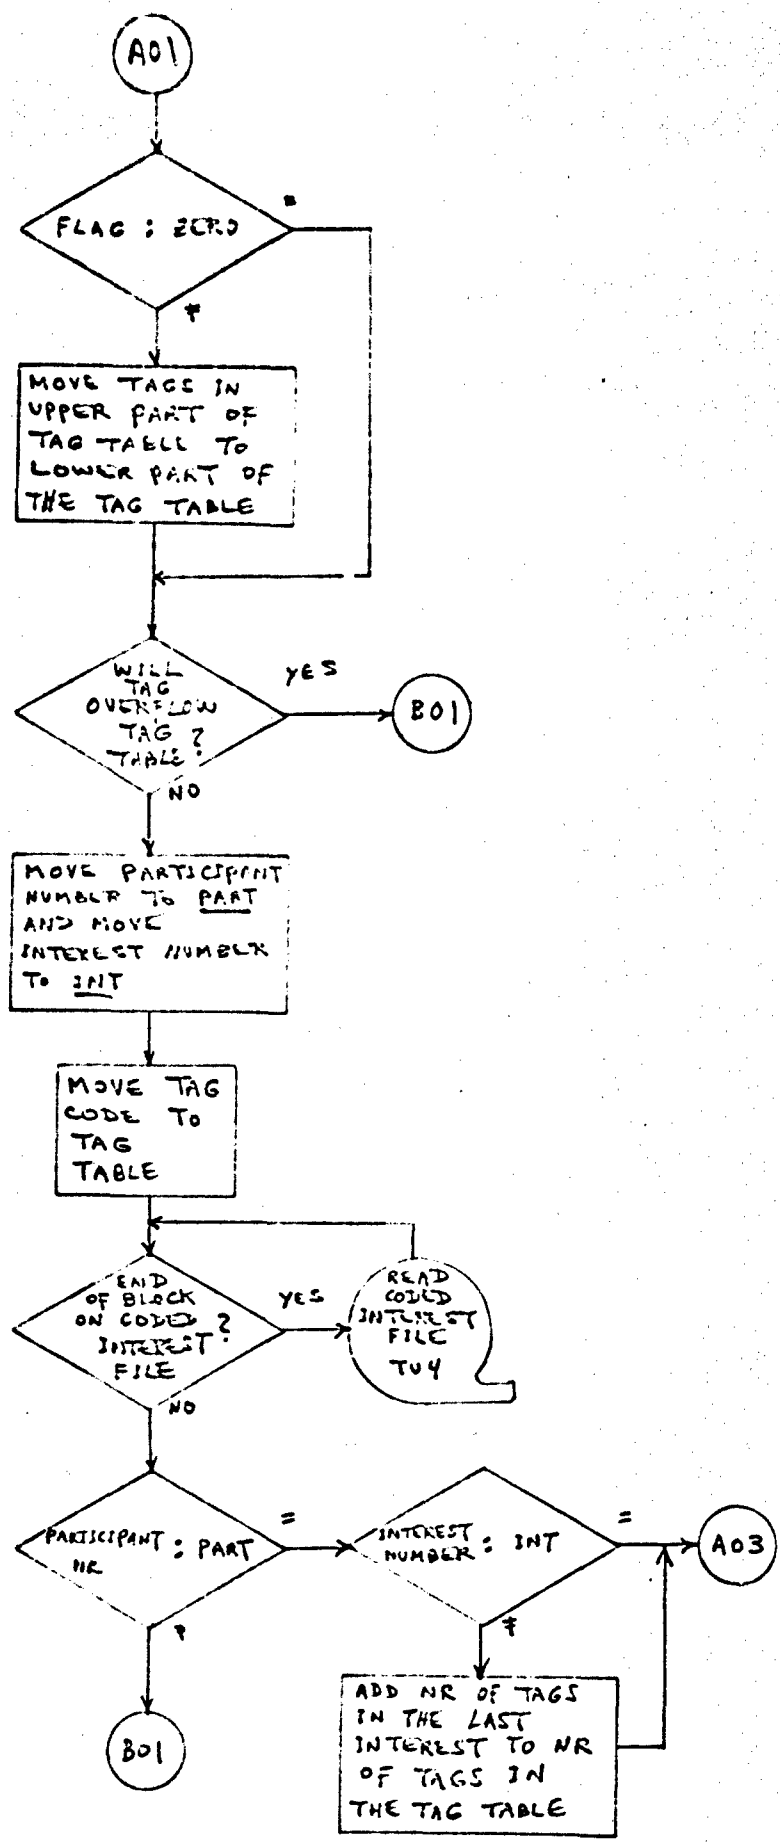 A01
=
FLAG : ZERO
≠
MOVE TAGS IN
UPPER PART OF
TAG TABLE TO
LOWER PART OF
THE TAG TABLE
WILL
TAG
OVERFLOW
TAG
TABLE?
YES
B01
NO
MOVE PARTICIPANT
NUMBER TO PART
AND MOVE
INTEREST NUMBER
TO INT
MOVE TAG
CODE TO
TAG
TABLE
END
OF BLOCK
ON CODED
INTEREST
FILE
?
YES
READ
CODED
INTEREST
FILE
TU4
NO
PARTICIPANT
NR
: PART
=
INTEREST
NUMBER
: INT
=
A03
≠
B01
≠
ADD NR OF TAGS
IN THE LAST
INTEREST TO NR
OF TAGS IN
THE TAG TABLE